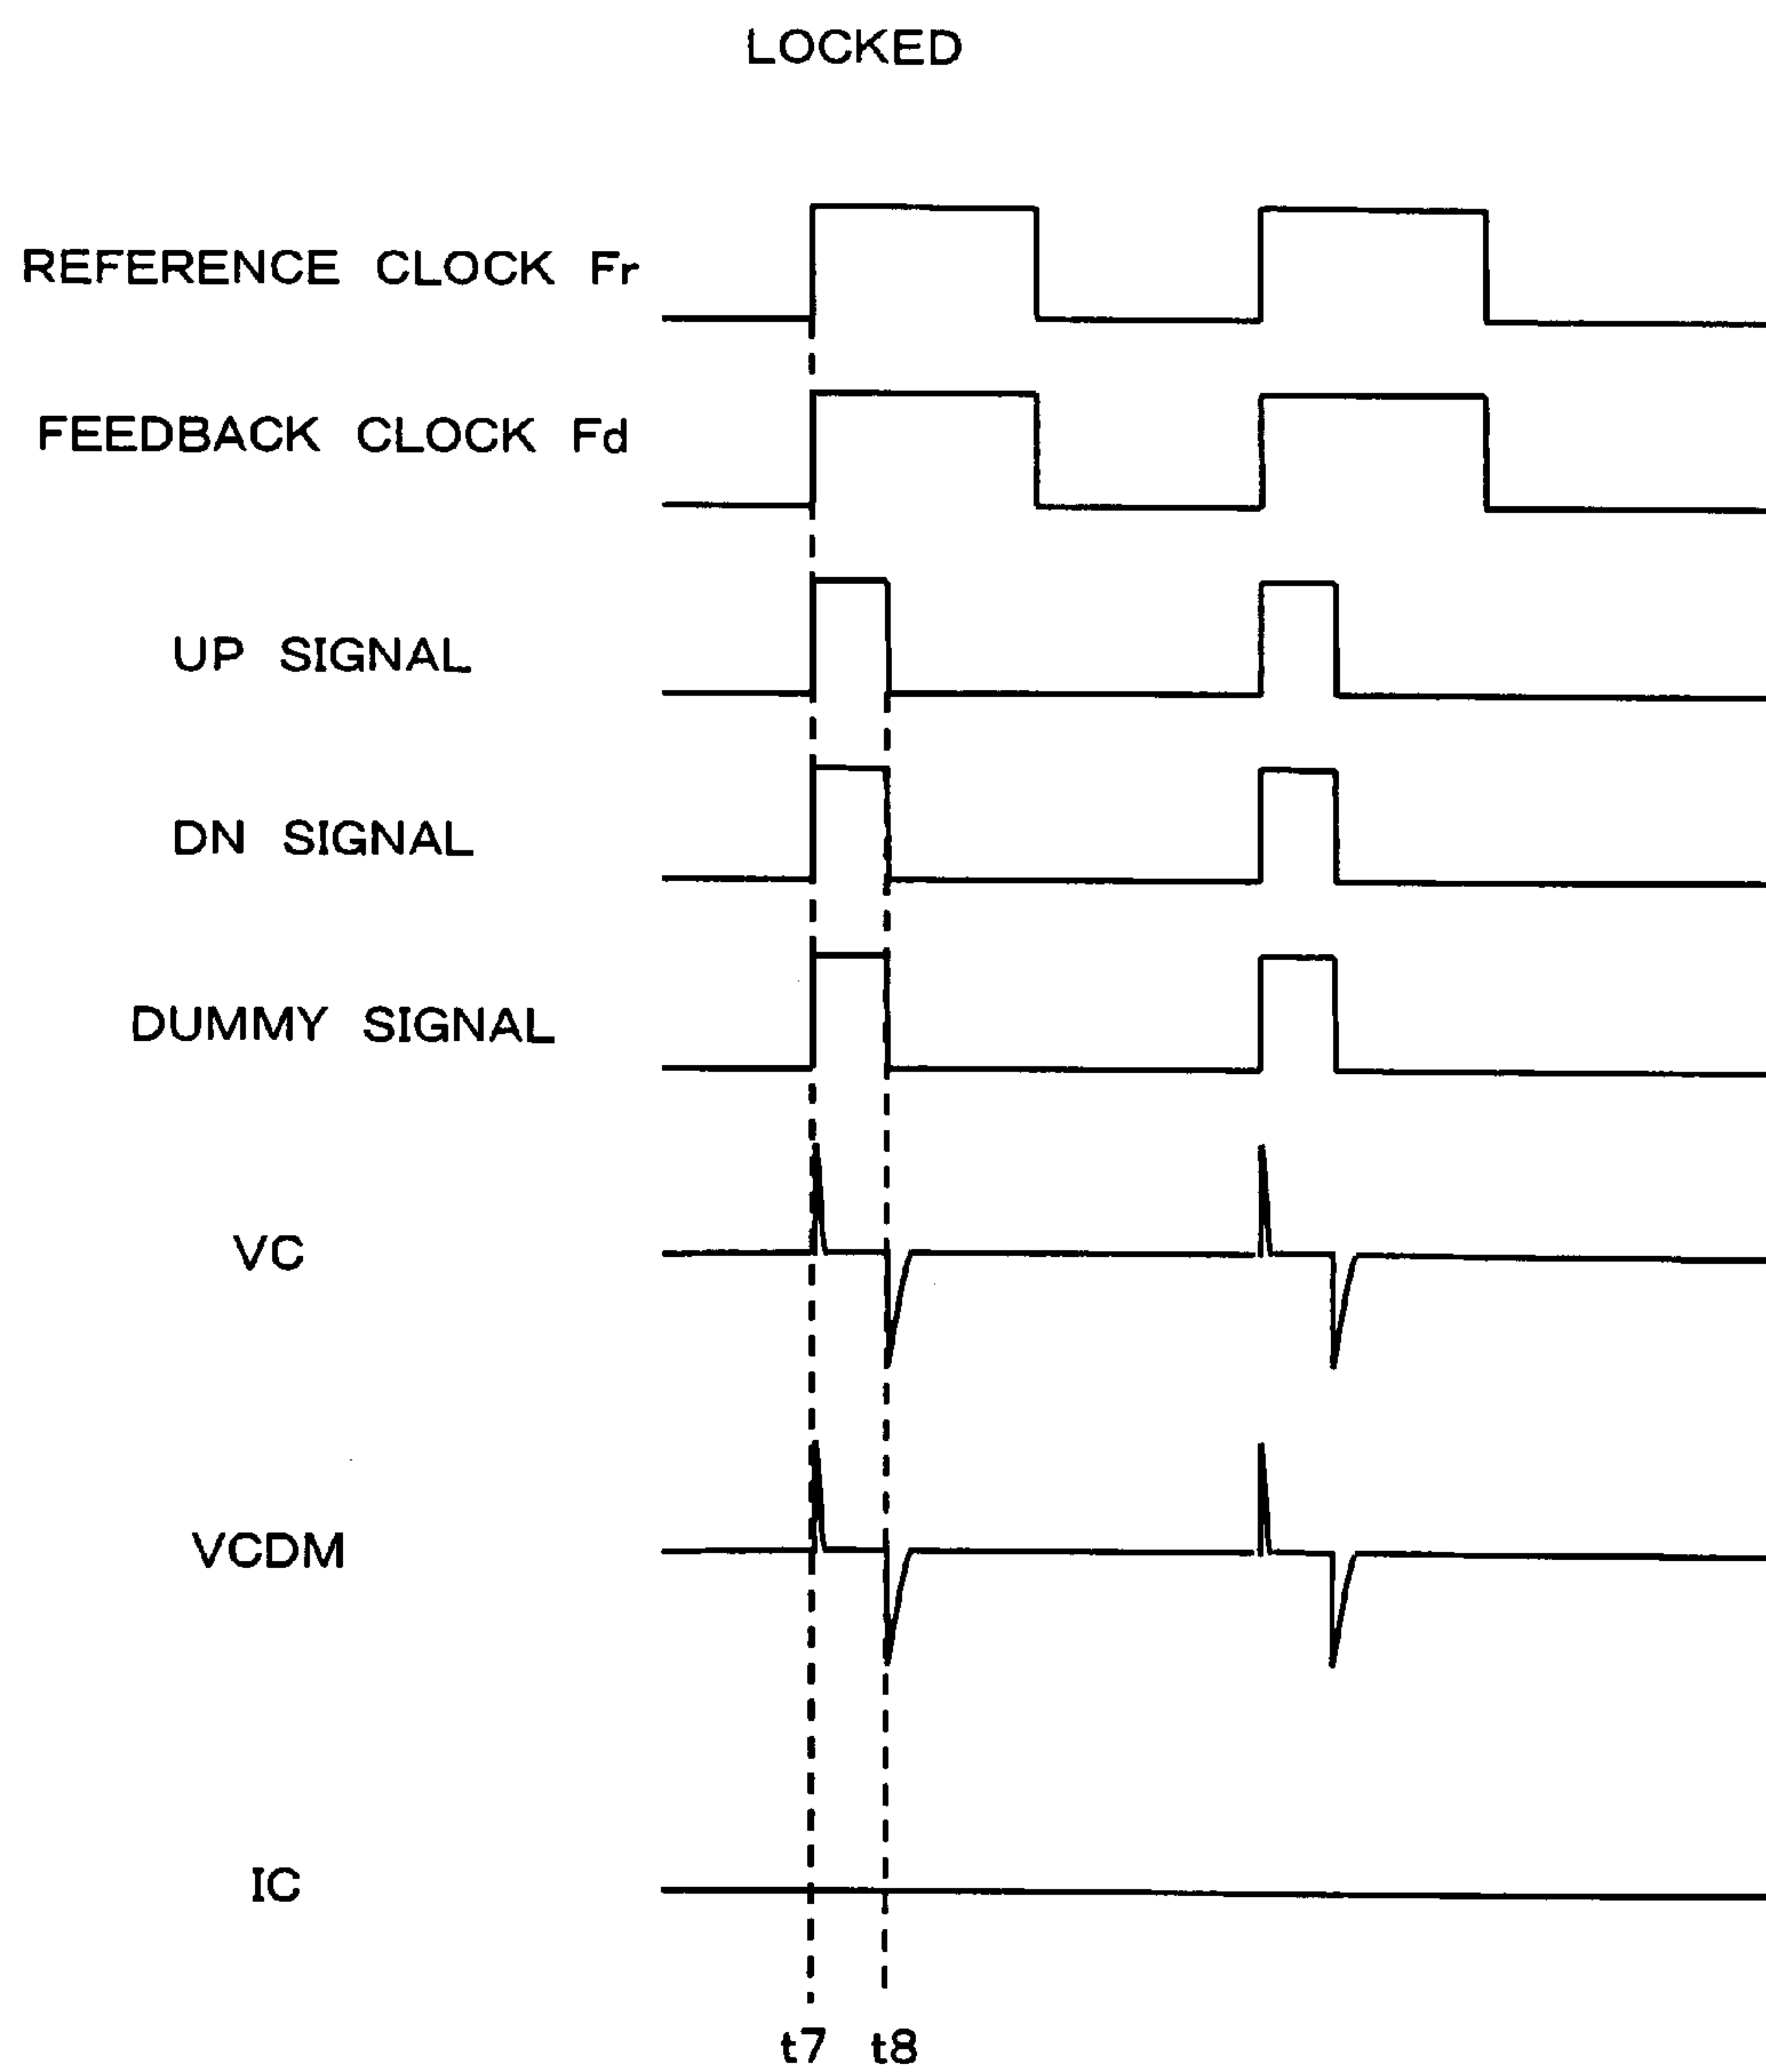 LOCKED
REFERENCE CLOCK Fr
FEEDBACK CLOCK Fd
UP SIGNAL
DN SIGNAL
DUMMY SIGNAL
VC
VCDM
IC
t7 t8